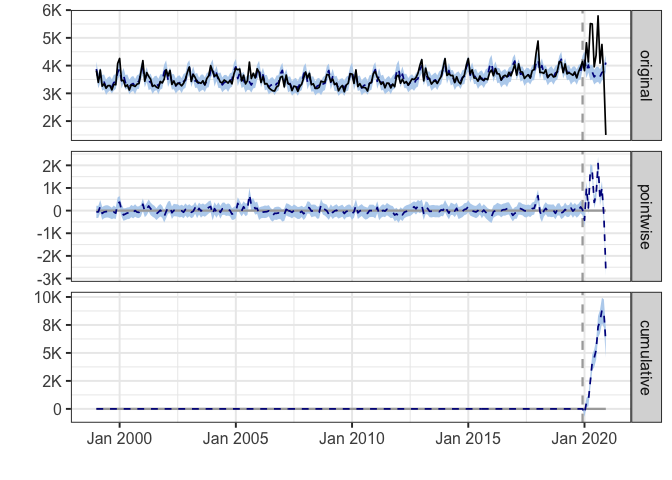 6K
5K
4K
3K
2K
original
2K
1K
0
-1K
-2K
-3K
pointwise
10K
8K
5K
2K
0
cumulative
Jan 2000 Jan 2005 Jan 2010 Jan 2015 Jan 2020